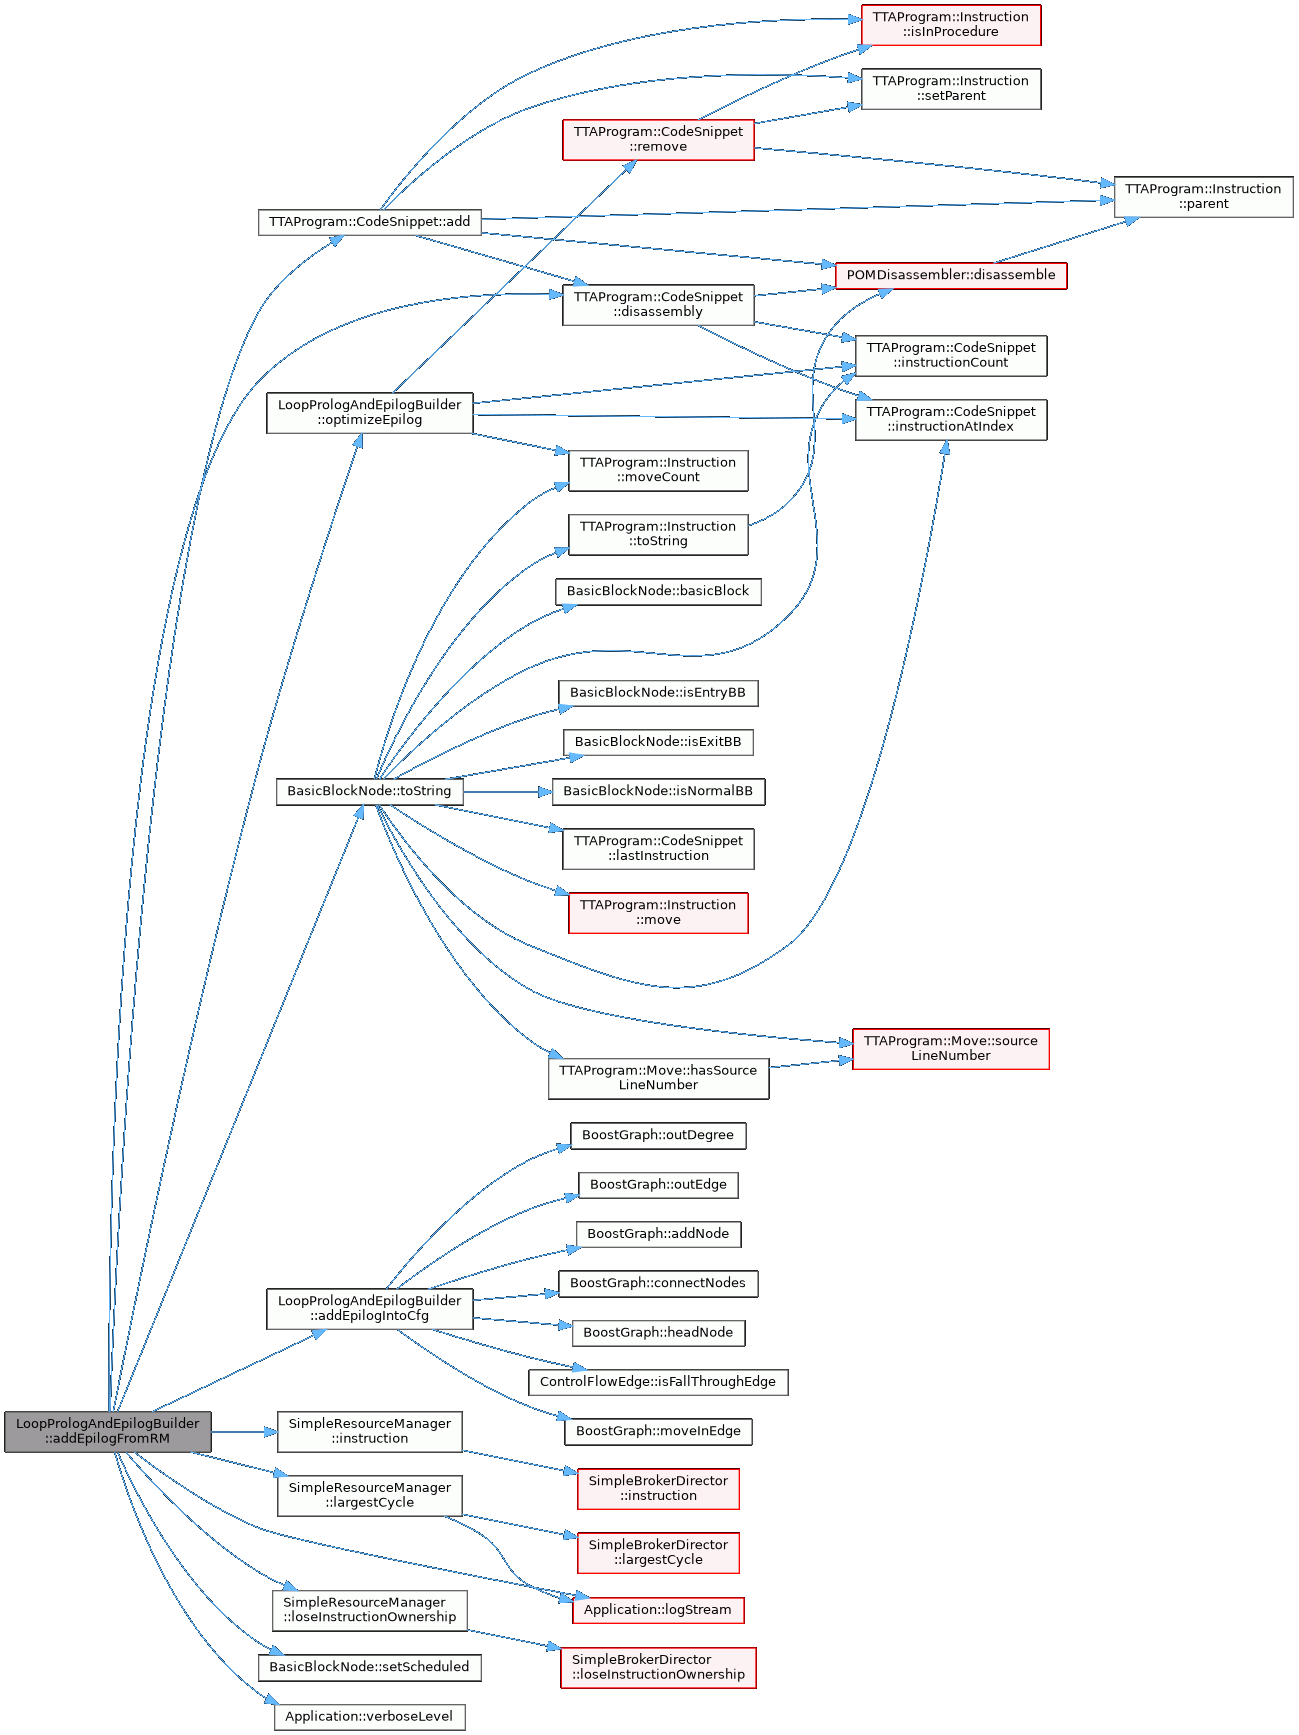 TTAProgram::Instruction
::isInProcedure
TTAProgram::Instruction
::setParent
TTAProgram::CodeSnippet
::remove
TTAProgram::Instruction
::parent
TTAProgram::CodeSnippet::add
POMDisassembler::disassemble
TTAProgram::CodeSnippet
::disassembly
TTAProgram::CodeSnippet
::instructionCount
LoopPrologAndEpilogBuilder
::optimizeEpilog
TTAProgram::CodeSnippet
::instructionAtIndex
TTAProgram::Instruction
::moveCount
TTAProgram::Instruction
::toString
BasicBlockNode::basicBlock
BasicBlockNode::isEntryBB
BasicBlockNode::isExitBB
BasicBlockNode::toString
BasicBlockNode::isNormalBB
TTAProgram::CodeSnippet
::lastInstruction
TTAProgram::Instruction
::move
TTAProgram::Move::source
LineNumber
TTAProgram::Move::hasSource
LineNumber
BoostGraph::outDegree
BoostGraph::outEdge
BoostGraph::addNode
BoostGraph::connectNodes
LoopPrologAndEpilogBuilder
::addEpilogIntoCfg
BoostGraph::headNode
ControlFlowEdge::isFallThroughEdge
BoostGraph::moveInEdge
LoopPrologAndEpilogBuilder
::addEpilogFromRM
SimpleResourceManager
::instruction
SimpleBrokerDirector
::instruction
SimpleResourceManager
::largestCycle
SimpleBrokerDirector
::largestCycle
Application::logStream
SimpleResourceManager
::loseInstructionOwnership
SimpleBrokerDirector
::loseInstructionOwnership
BasicBlockNode::setScheduled
Application::verboseLevel